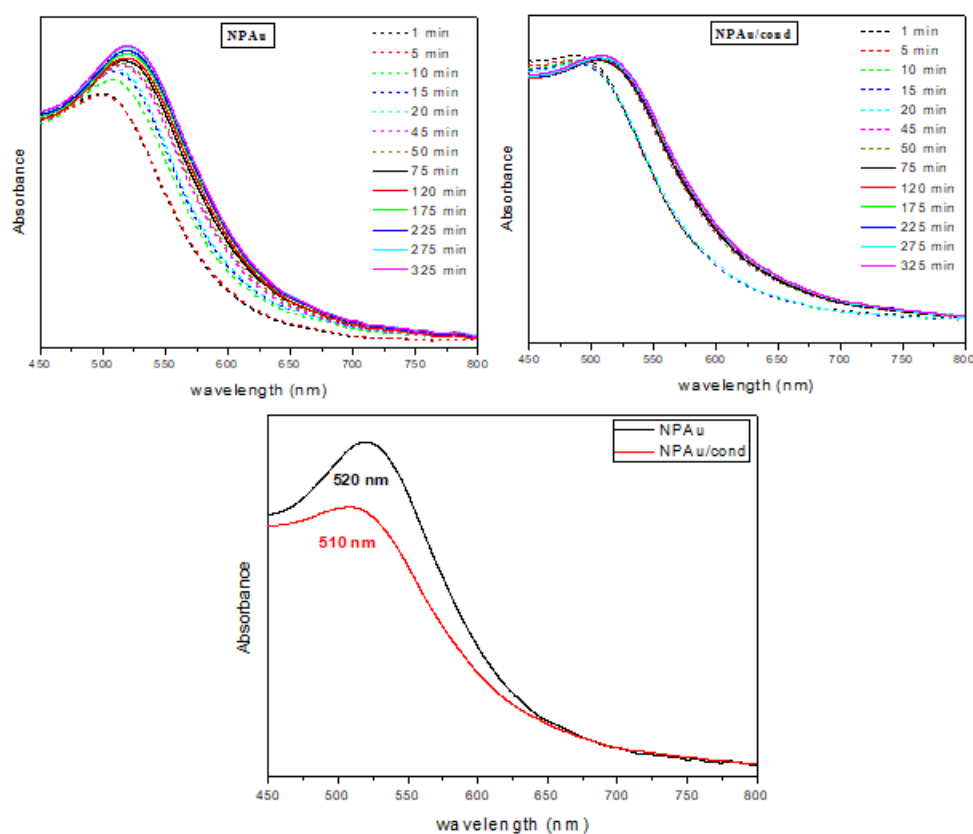 NPAu
1 min
5 min
10 min
15 min
20 min
45 min
50 min
75 min
120 min
175 min
225 min
275 min
325 min
Absorbance
450 500 550 600 650 700 750 800
wavelength (nm)
NPAu/cond
1 min
5 min
10 min
15 min
20 min
45 min
50 min
75 min
120 min
175 min
225 min
275 min
325 min
Absorbance
450 500 550 600 650 700 750 800
wavelength (nm)
NPAu
NPAu/cond
520 nm
510 nm
Absorbance
450 500 550 600 650 700 750 800
wavelength (nm)